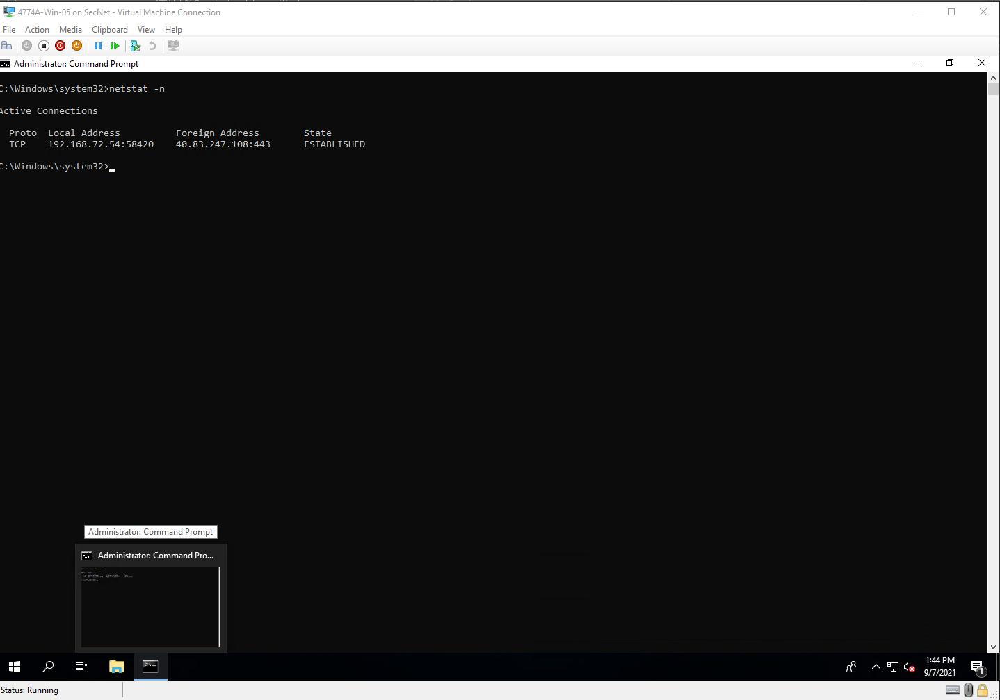 4774A-Win-05 on SecNet - Virtual Machine Connection
File Action Media Clipboard View Help
Administrator: Command Prompt
C:\Windows\system32>netstat -n
Active Connections
Proto Local Address Foreign Address State
TCP 192.168.72.54:58420 40.83.247.108:443 ESTABLISHED
C:\Windows\system32>
Administrator: Command Prompt
Administrator: Command Pro...
1:44 PM
9/7/2021
1
Status: Running